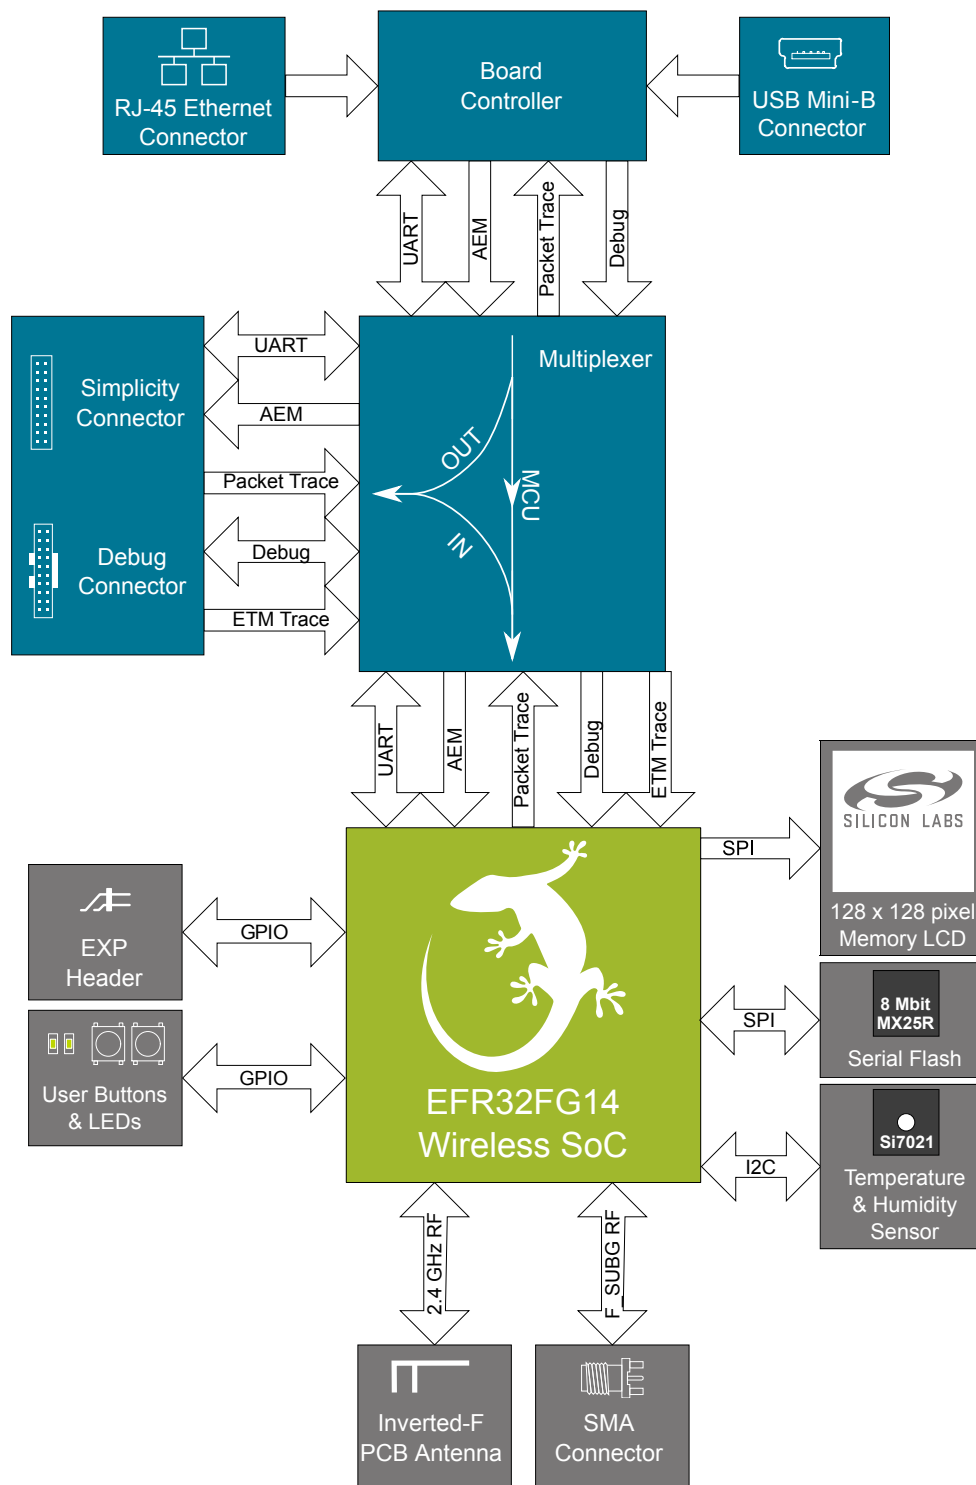 RJ-45 Ethernet
Connector
Board
Controller
USB Mini-B
Connector
UART
AEM
Packet Trace
Debug
Simplicity
Connector
Debug
Connector
UART
AEM
Packet Trace
Debug
ETM Trace
Multiplexer
OUT
MCU
IN
UART
AEM
Packet Trace
Debug
ETM Trace
SPI
SILICON LABS
128 x 128 pixel
Memory LCD
EXP
Header
GPIO
SPI
8 Mbit
MX25R
Serial Flash
User Buttons
& LEDs
GPIO
EFR32FG14
Wireless SoC
I2C
Si7021
Temperature
& Humidity
Sensor
2.4 GHz RF
F_SUBG RF
Inverted-F
PCB Antenna
SMA
Connector